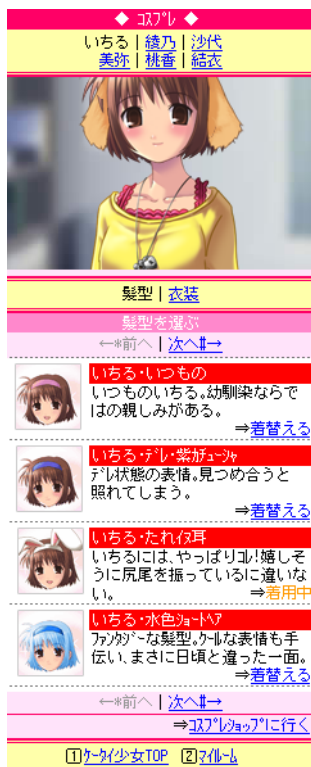 ◆ ｺｽﾌﾟﾚ ◆
いちる|綾乃|沙代
美弥|桃香|結衣
髪型|衣装
髪型を選ぶ
←*前へ|次へ#→
いちる・いつもの
いつものいちる。幼馴染ならで
はの親しみがある。
⇒着替える
いちる・ﾃﾞﾚ・紫ｶﾁｭｰｼｬ
ﾃﾞﾚ状態の表情。見つめ合うと
照れてしまう。
⇒着替える
いちる・たれｲﾇ耳
いちるには、やっぱりｺﾚ!嬉しそ
うに尻尾を振っているに違いな
い。 ⇒着用中
いちる・水色ｼｮｰﾄﾍｱ
ﾌｧﾝﾀｼﾞｰな髪型。ｸｰﾙな表情も手
伝い、まさに日頃と違った一面。
⇒着替える
←*前へ|次へ#→
⇒ｺｽﾌﾟﾚｼｮｯﾌﾟに行く
1ｹｰﾀｲ少女TOP 2ﾏｲﾙｰﾑ